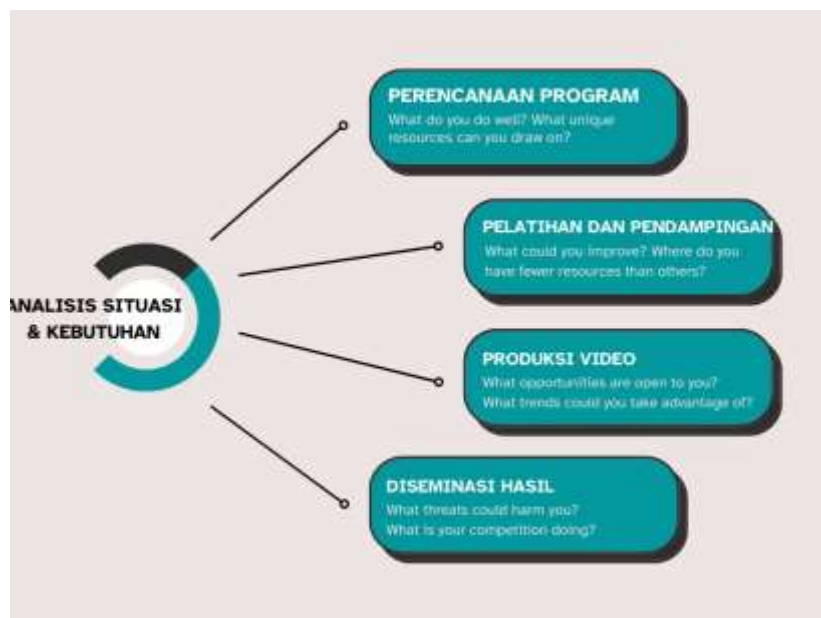 PERENCANAAN PROGRAM
What do you do well? What unique
resources can you draw on?
PELATIHAN DAN PENDAMPINGAN
What could you improve? Where do you
have fewer resources than others?
ANALISIS SITUASI
& KEBUTUHAN
PRODUKSI VIDEO
What opportunities are open to you?
What trends could you take advantage of?
DISEMINASI HASIL
What threats could harm you?
What is your competition doing?